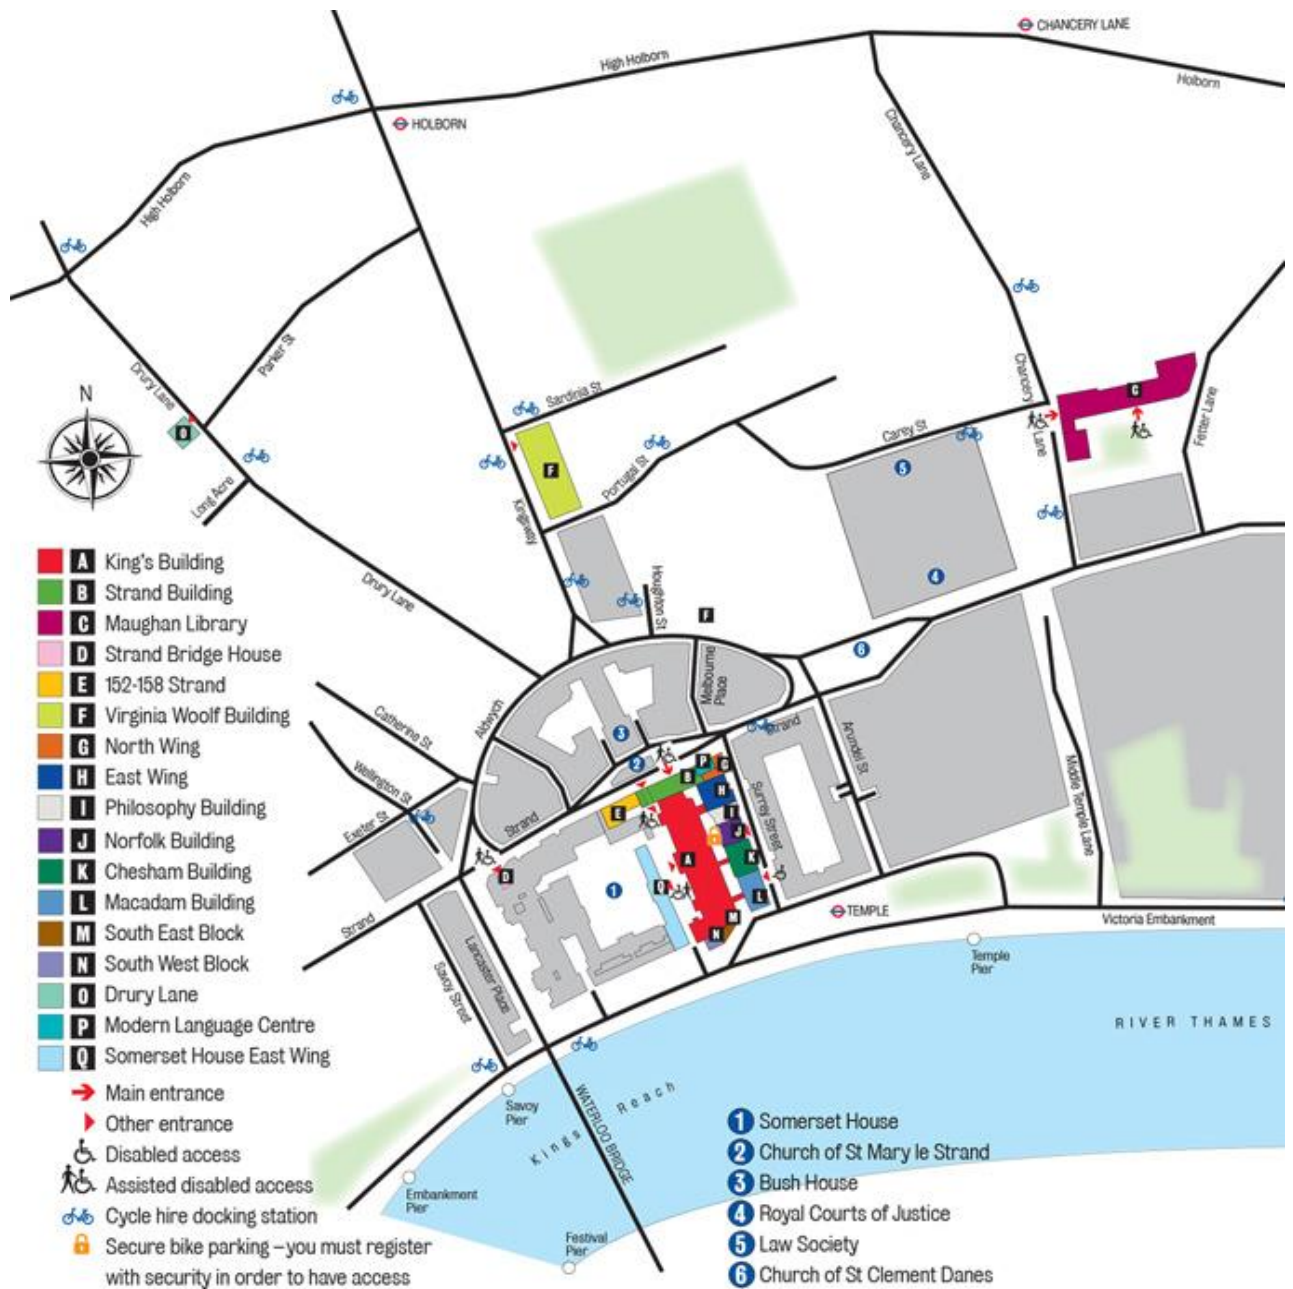 CHANCERY LANE
High Holborn
Holborn
HOLBORN
Chancery Lane
High Holborn
Parker St
Drury Lane
Sardinia St
Chancery
Lane
G
Fetter Lane
Carey St
N
F
Portugal St
Kingsway
Long Acre
5
4
Drury Lane
Houghton St
F
6
A King's Building
B Strand Building
C Maughan Library
D Strand Bridge House
E 152-158 Strand
F Virginia Woolf Building
G North Wing
H East Wing
I Philosophy Building
J Norfolk Building
K Chesham Building
L Macadam Building
M South East Block
N South West Block
O Drury Lane
P Modern Language Centre
Q Somerset House East Wing
Main entrance
Other entrance
Disabled access
Assisted disabled access
Cycle hire docking station
Secure bike parking – you must register
with security in order to have access
Melbourne
Place
Aldwych
Catherine St
Wellington St
Exeter St
Strand
Strand
Strand
3
2
P
G
B
H
E
I
J
K
A
L
M
N
Q
D
1
Surrey Street
Arundel St
Middle Temple Lane
TEMPLE
Victoria Embankment
Temple
Pier
RIVER THAMES
Lancaster Place
Savoy Street
Savoy
Pier
Kings Reach
WATERLOO BRIDGE
Embankment
Pier
Festival
Pier
1 Somerset House
2 Church of St Mary le Strand
3 Bush House
4 Royal Courts of Justice
5 Law Society
6 Church of St Clement Danes